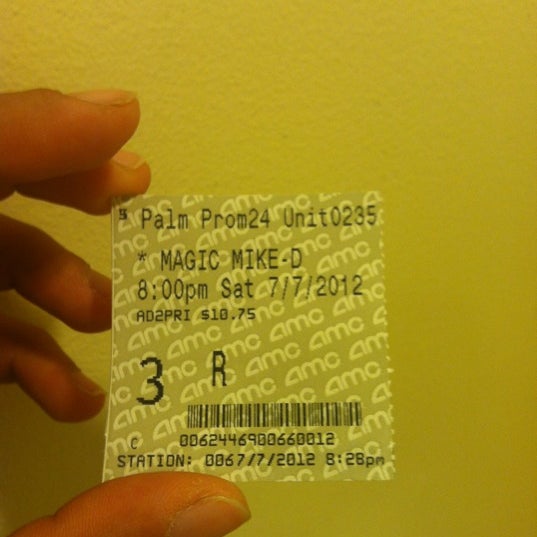 Palm Prom24 Unit0235
* MAGIC MIKE-D
8:00pm Sat 7/7/2012
AD2PRI $10.75
3 R
C 0062446900660012
STATION: 0067/7/2012 8:28pm
amc